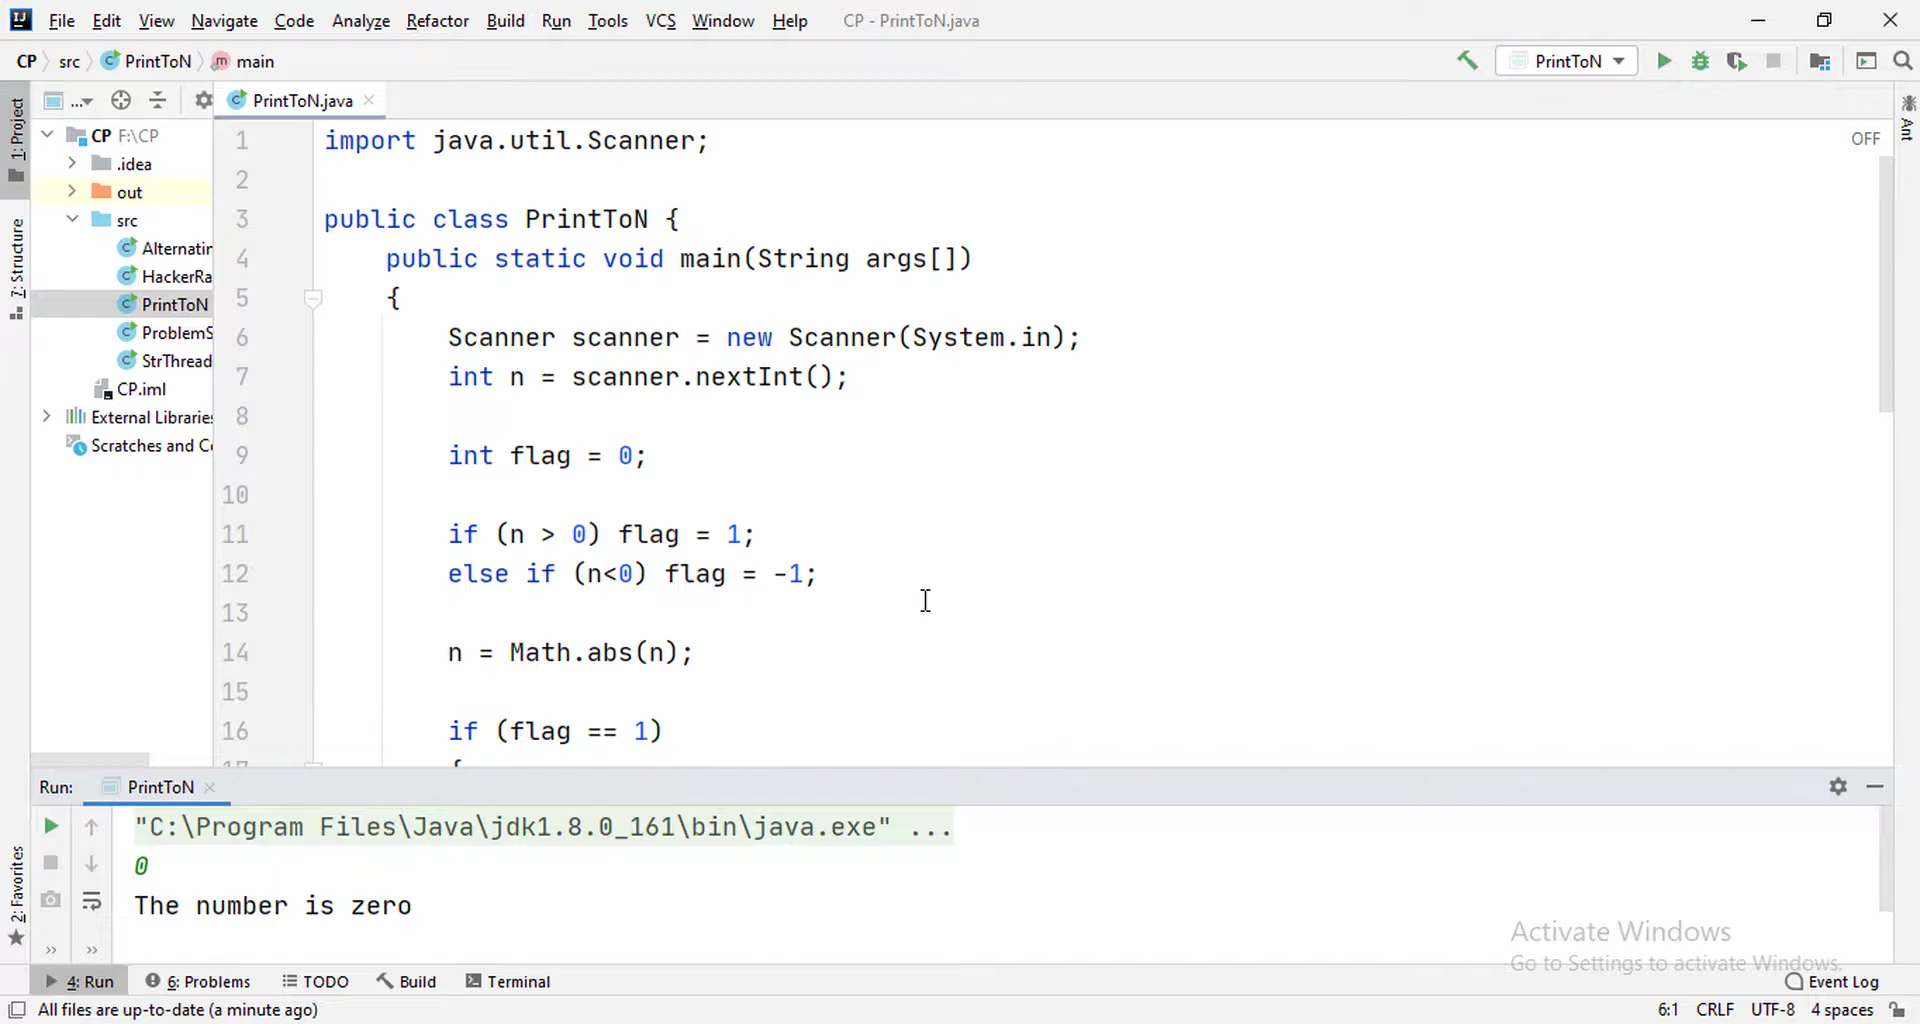 File Edit View Navigate Code Analyze Refactor Build Run Tools VCS Window Help CP - PrintToN.java
CP src PrintToN main PrintToN
... PrintToN.java
1: Project
7: Structure
2: Favorites
Ant
CP F:\CP
.idea
out
src
Alternatin
HackerRa
PrintToN
ProblemS
StrThread
CP.iml
External Libraries
Scratches and Co
OFF
1 import java.util.Scanner;
2
3 public class PrintToN {
4 public static void main(String args[])
5 {
6 Scanner scanner = new Scanner(System.in);
7 int n = scanner.nextInt();
8
9 int flag = 0;
10
11 if (n > 0) flag = 1;
12 else if (n<0) flag = -1;
13
14 n = Math.abs(n);
15
16 if (flag == 1)
17 {
Run: PrintToN
"C:\Program Files\Java\jdk1.8.0_161\bin\java.exe" ...
0
The number is zero
Activate Windows
Go to Settings to activate Windows.
4: Run 6: Problems TODO Build Terminal Event Log
All files are up-to-date (a minute ago) 6:1 CRLF UTF-8 4 spaces